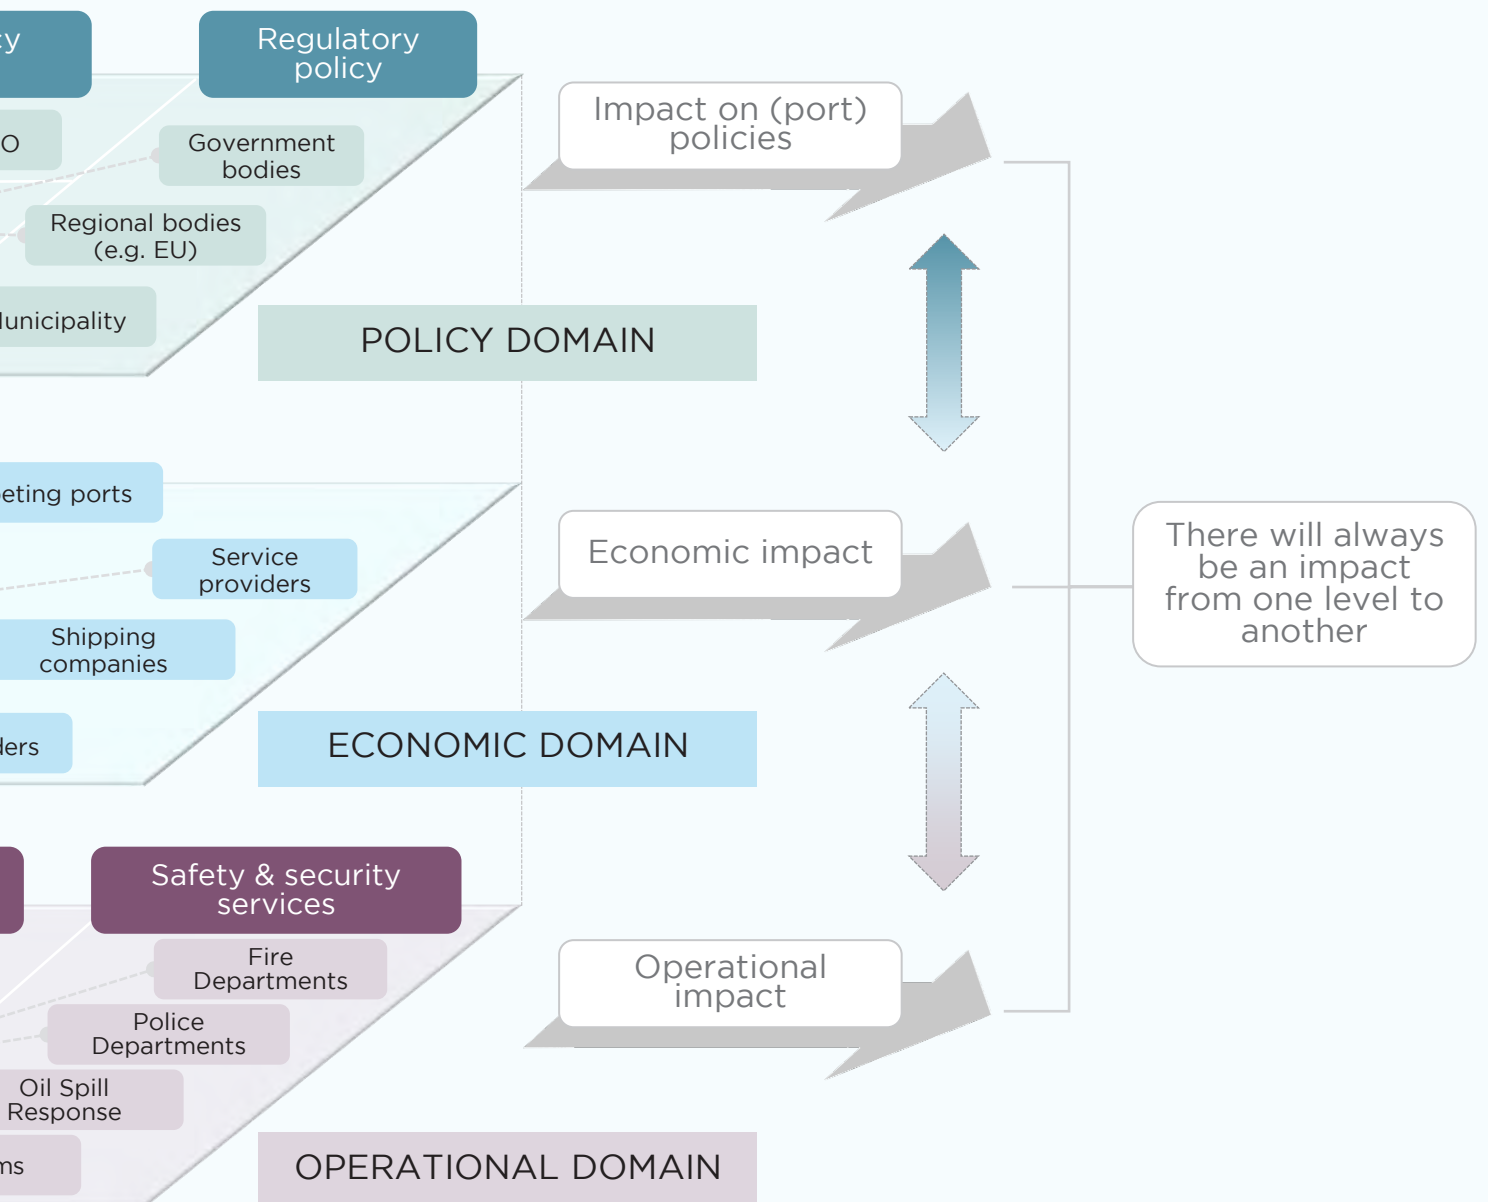 Regulatory
policy
Government
bodies
Regional bodies
(e.g. EU)
POLICY DOMAIN
Impact on (port)
policies
ports
Service
providers
Shipping
companies
ECONOMIC DOMAIN
Economic impact
There will always
be an impact
from one level to
another
Safety & security
services
Fire
Departments
Police
Departments
Oil Spill
Response
OPERATIONAL DOMAIN
Operational
impact